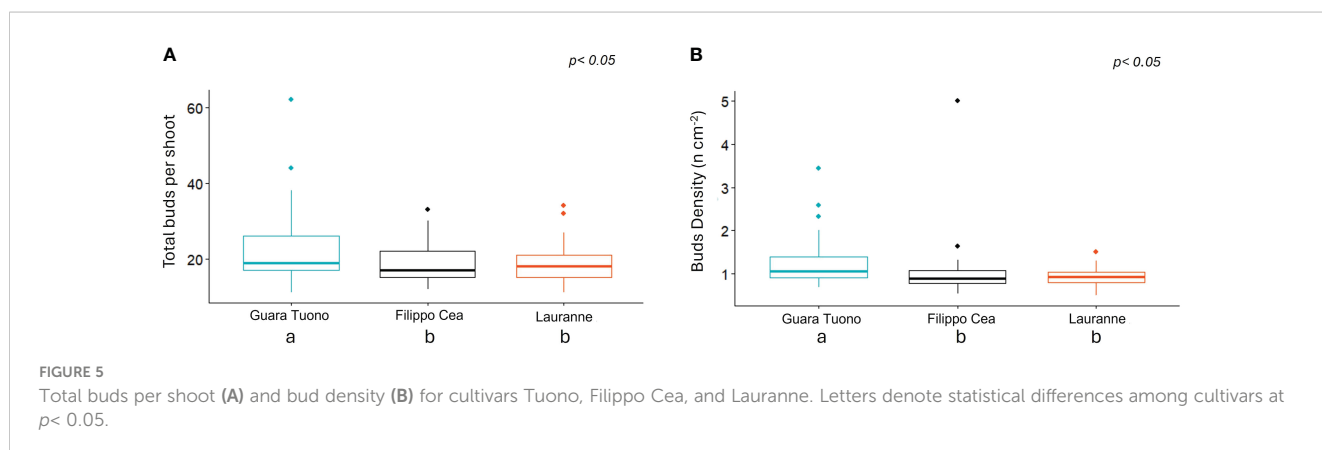 A
p< 0.05
Total buds per shoot
60
40
20
Guara Tuono
Filippo Cea
Lauranne
a
b
b
B
p< 0.05
Buds Density (n cm-2)
5
4
3
2
1
Guara Tuono
Filippo Cea
Lauranne
a
b
b
FIGURE 5
Total buds per shoot (A) and bud density (B) for cultivars Tuono, Filippo Cea, and Lauranne. Letters denote statistical differences among cultivars at
p< 0.05.